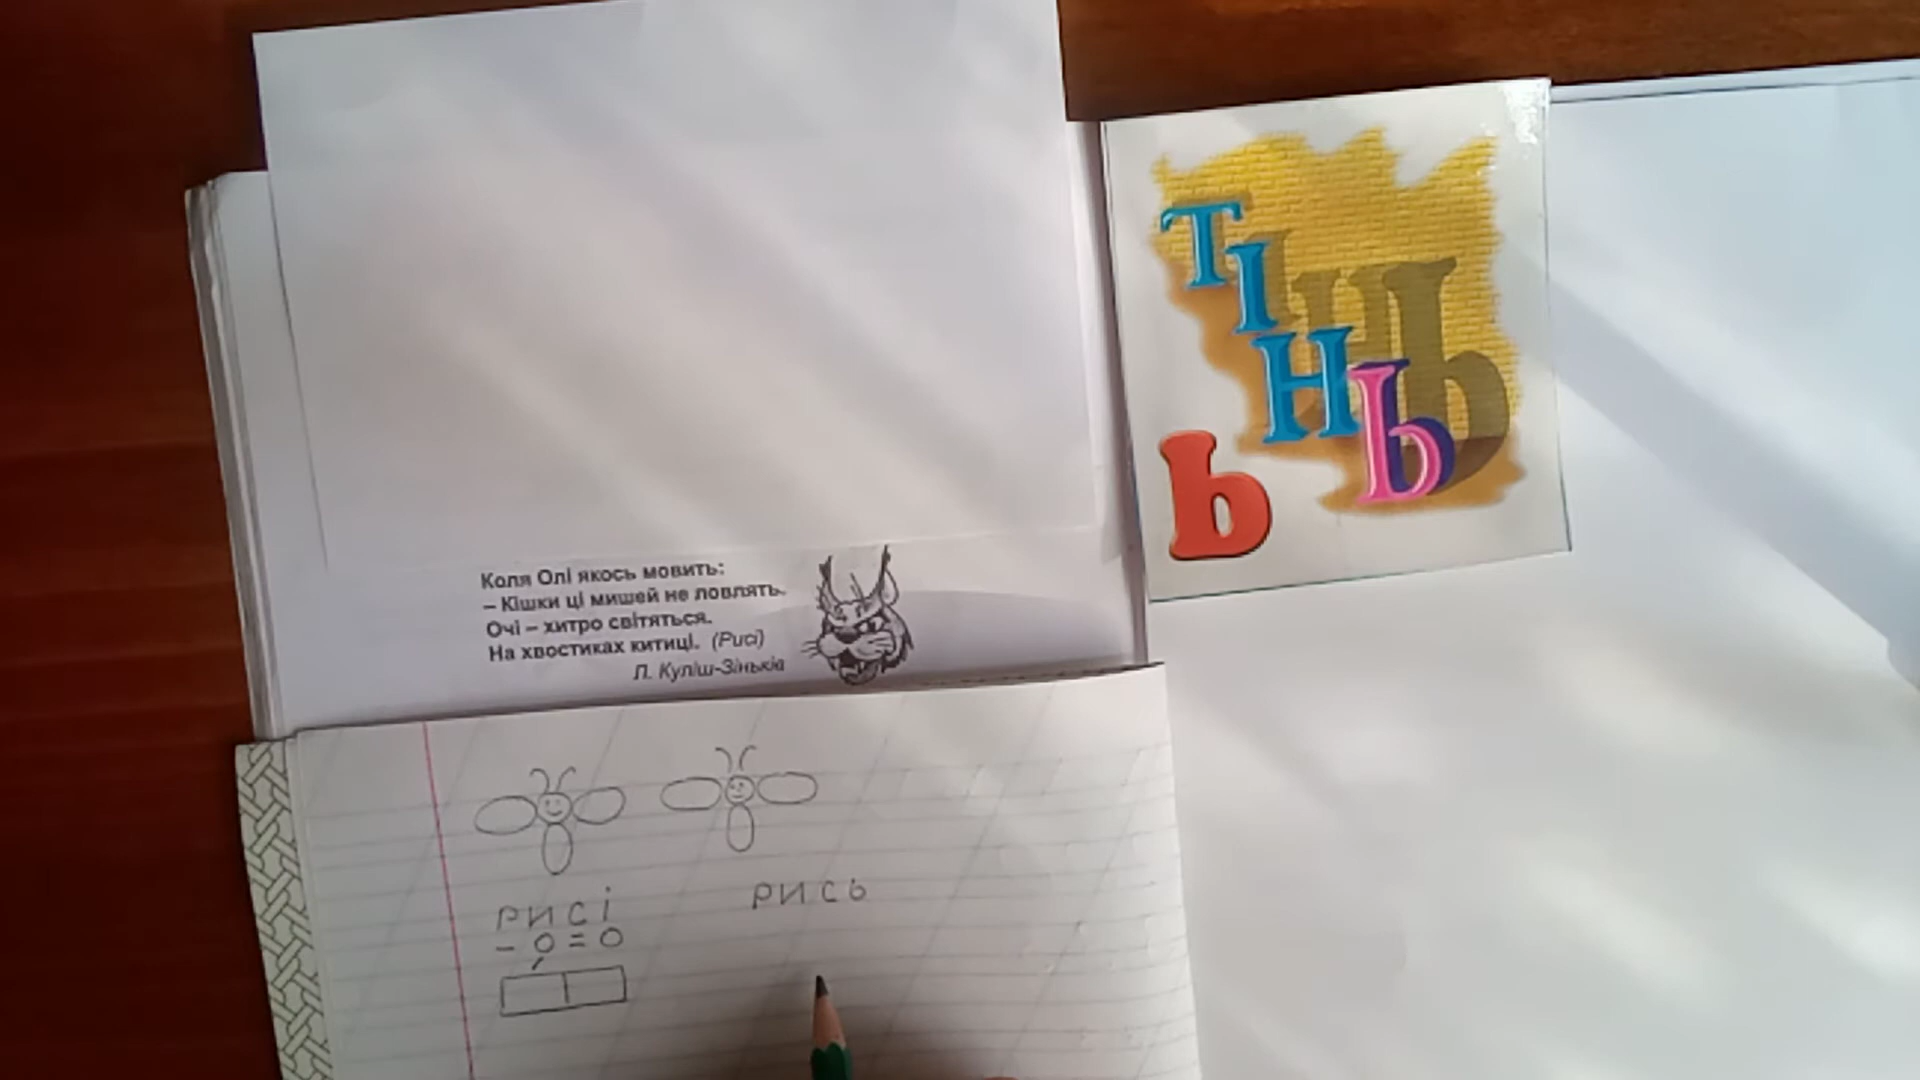 ТІНЬ
Ь
Коля Олі якось мовить:
– Кішки ці мишей не ловлять.
Очі – хитро світяться.
На хвостиках китиці. (Рисі)
Л. Куліш-Зіньків
рисі рись
– о = о